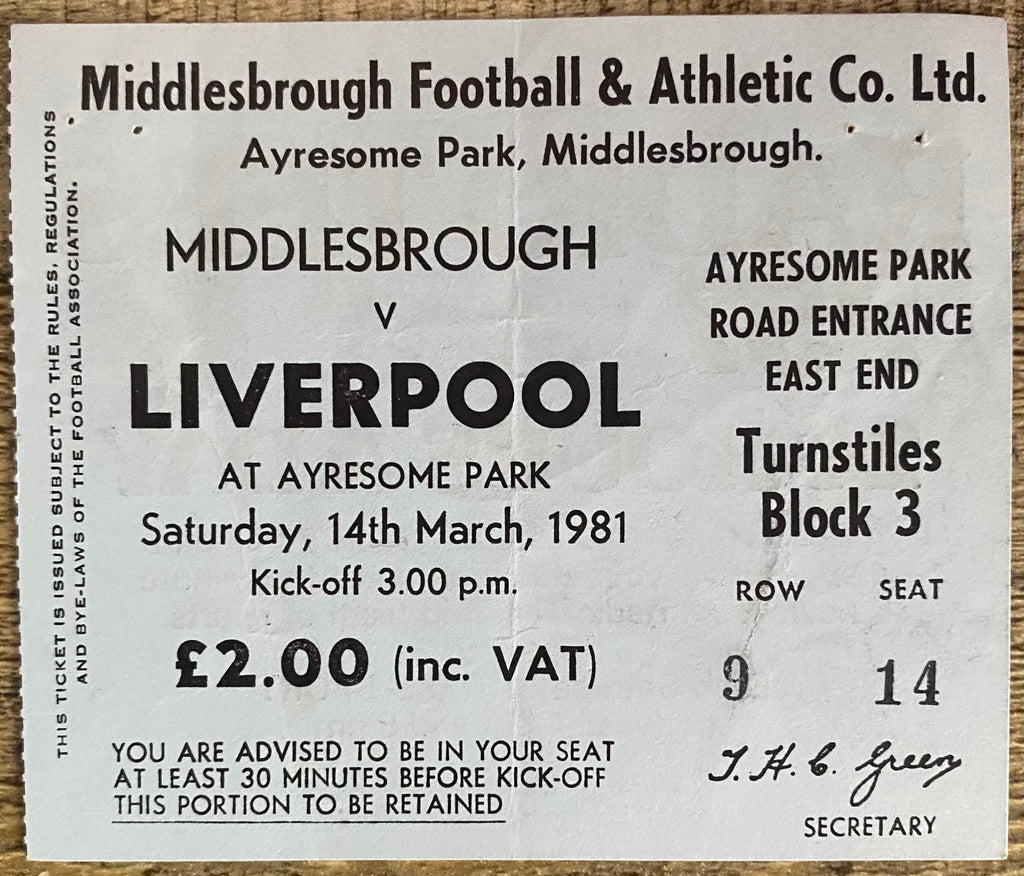 Middlesbrough Football & Athletic Co. Ltd.
Ayresome Park, Middlesbrough.
THIS TICKET IS ISSUED SUBJECT TO THE RULES, REGULATIONS
AND BYE-LAWS OF THE FOOTBALL ASSOCIATION.
MIDDLESBROUGH
V
LIVERPOOL
AT AYRESOME PARK
Saturday, 14th March, 1981
Kick-off 3.00 p.m.
£2.00 (inc. VAT)
YOU ARE ADVISED TO BE IN YOUR SEAT
AT LEAST 30 MINUTES BEFORE KICK-OFF
THIS PORTION TO BE RETAINED
AYRESOME PARK
ROAD ENTRANCE
EAST END
Turnstiles
Block 3
ROW SEAT
9 14
T. H. C. Green
SECRETARY